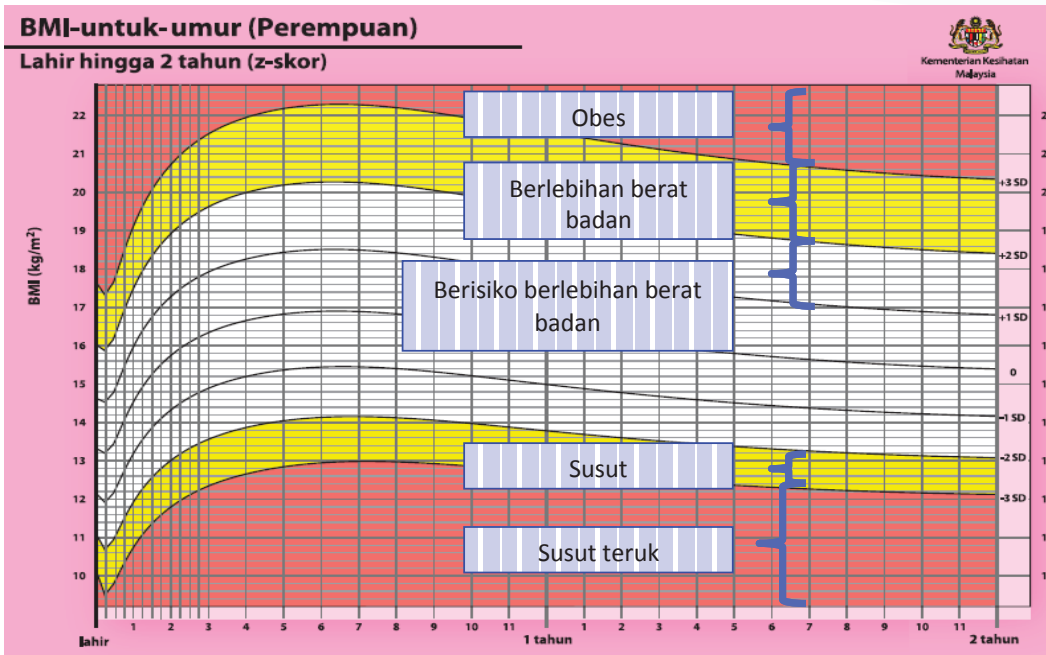 BMI-untuk-umur (Perempuan)
Lahir hingga 2 tahun (z-skor)
Kementerian Kesihatan
Malaysia
BMI (kg/m²)
22
21
20
19
18
17
16
15
14
13
12
11
10
Obes
Berlebihan berat
badan
Berisiko berlebihan berat
badan
Susut
Susut teruk
+3 SD
+2 SD
+1 SD
0
-1 SD
-2 SD
-3 SD
1 2 3 4 5 6 7 8 9 10 11 1 2 3 4 5 6 7 8 9 10 11
lahir 1 tahun 2 tahun